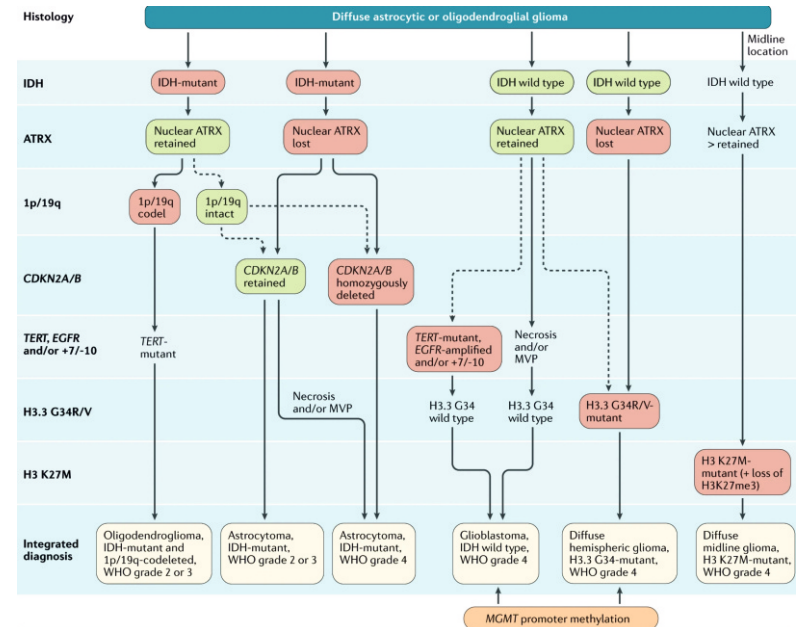 Histology
Diffuse astrocytic or oligodendroglial glioma
Midline
location
IDH
IDH-mutant
IDH-mutant
IDH wild type
IDH wild type
IDH wild type
ATRX
Nuclear ATRX
retained
Nuclear ATRX
lost
Nuclear ATRX
retained
Nuclear ATRX
lost
Nuclear ATRX
> retained
1p/19q
1p/19q
codel
1p/19q
intact
CDKN2A/B
CDKN2A/B
retained
CDKN2A/B
homozygously
deleted
TERT, EGFR
and/or +7/-10
TERT-
mutant
TERT-mutant,
EGFR-amplified
and/or +7/-10
Necrosis
and/or
MVP
H3.3 G34R/V
Necrosis
and/or MVP
H3.3 G34
wild type
H3.3 G34
wild type
H3.3 G34R/V-
mutant
H3 K27M
H3 K27M-
mutant (+ loss of
H3K27me3)
Integrated
diagnosis
Oligodendroglioma,
IDH-mutant and
1p/19q-codeleted,
WHO grade 2 or 3
Astrocytoma,
IDH-mutant,
WHO grade 2 or 3
Astrocytoma,
IDH-mutant,
WHO grade 4
Glioblastoma,
IDH wild type,
WHO grade 4
Diffuse
hemispheric glioma,
H3.3 G34-mutant,
WHO grade 4
Diffuse
midline glioma,
H3 K27M-mutant,
WHO grade 4
MGMT promoter methylation